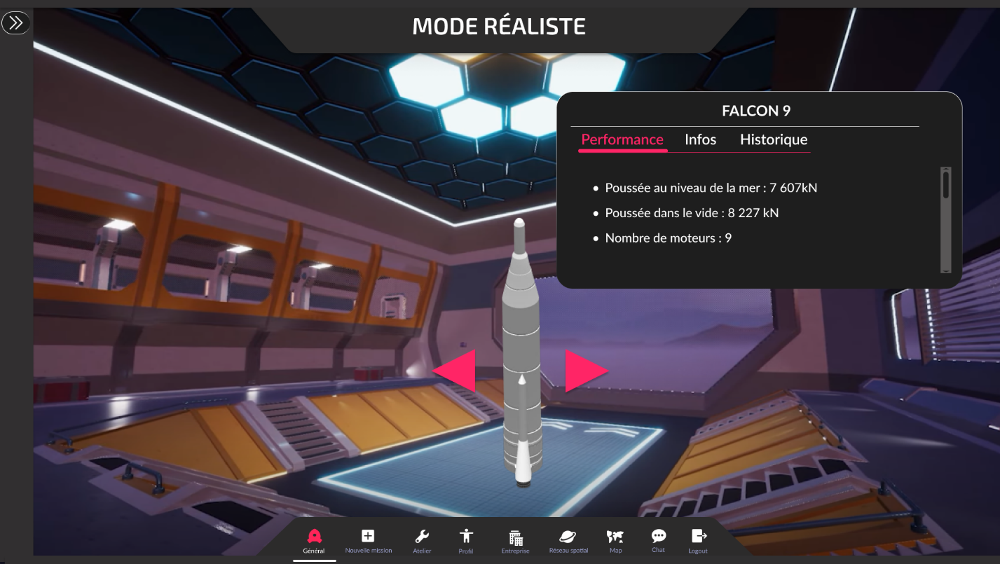 MODE RÉALISTE
FALCON 9
Performance Infos Historique
• Poussée au niveau de la mer : 7 607kN
• Poussée dans le vide : 8 227 kN
• Nombre de moteurs : 9
Général Nouvelle mission Atelier Profil Entreprise Réseau spatial Map Chat Logout